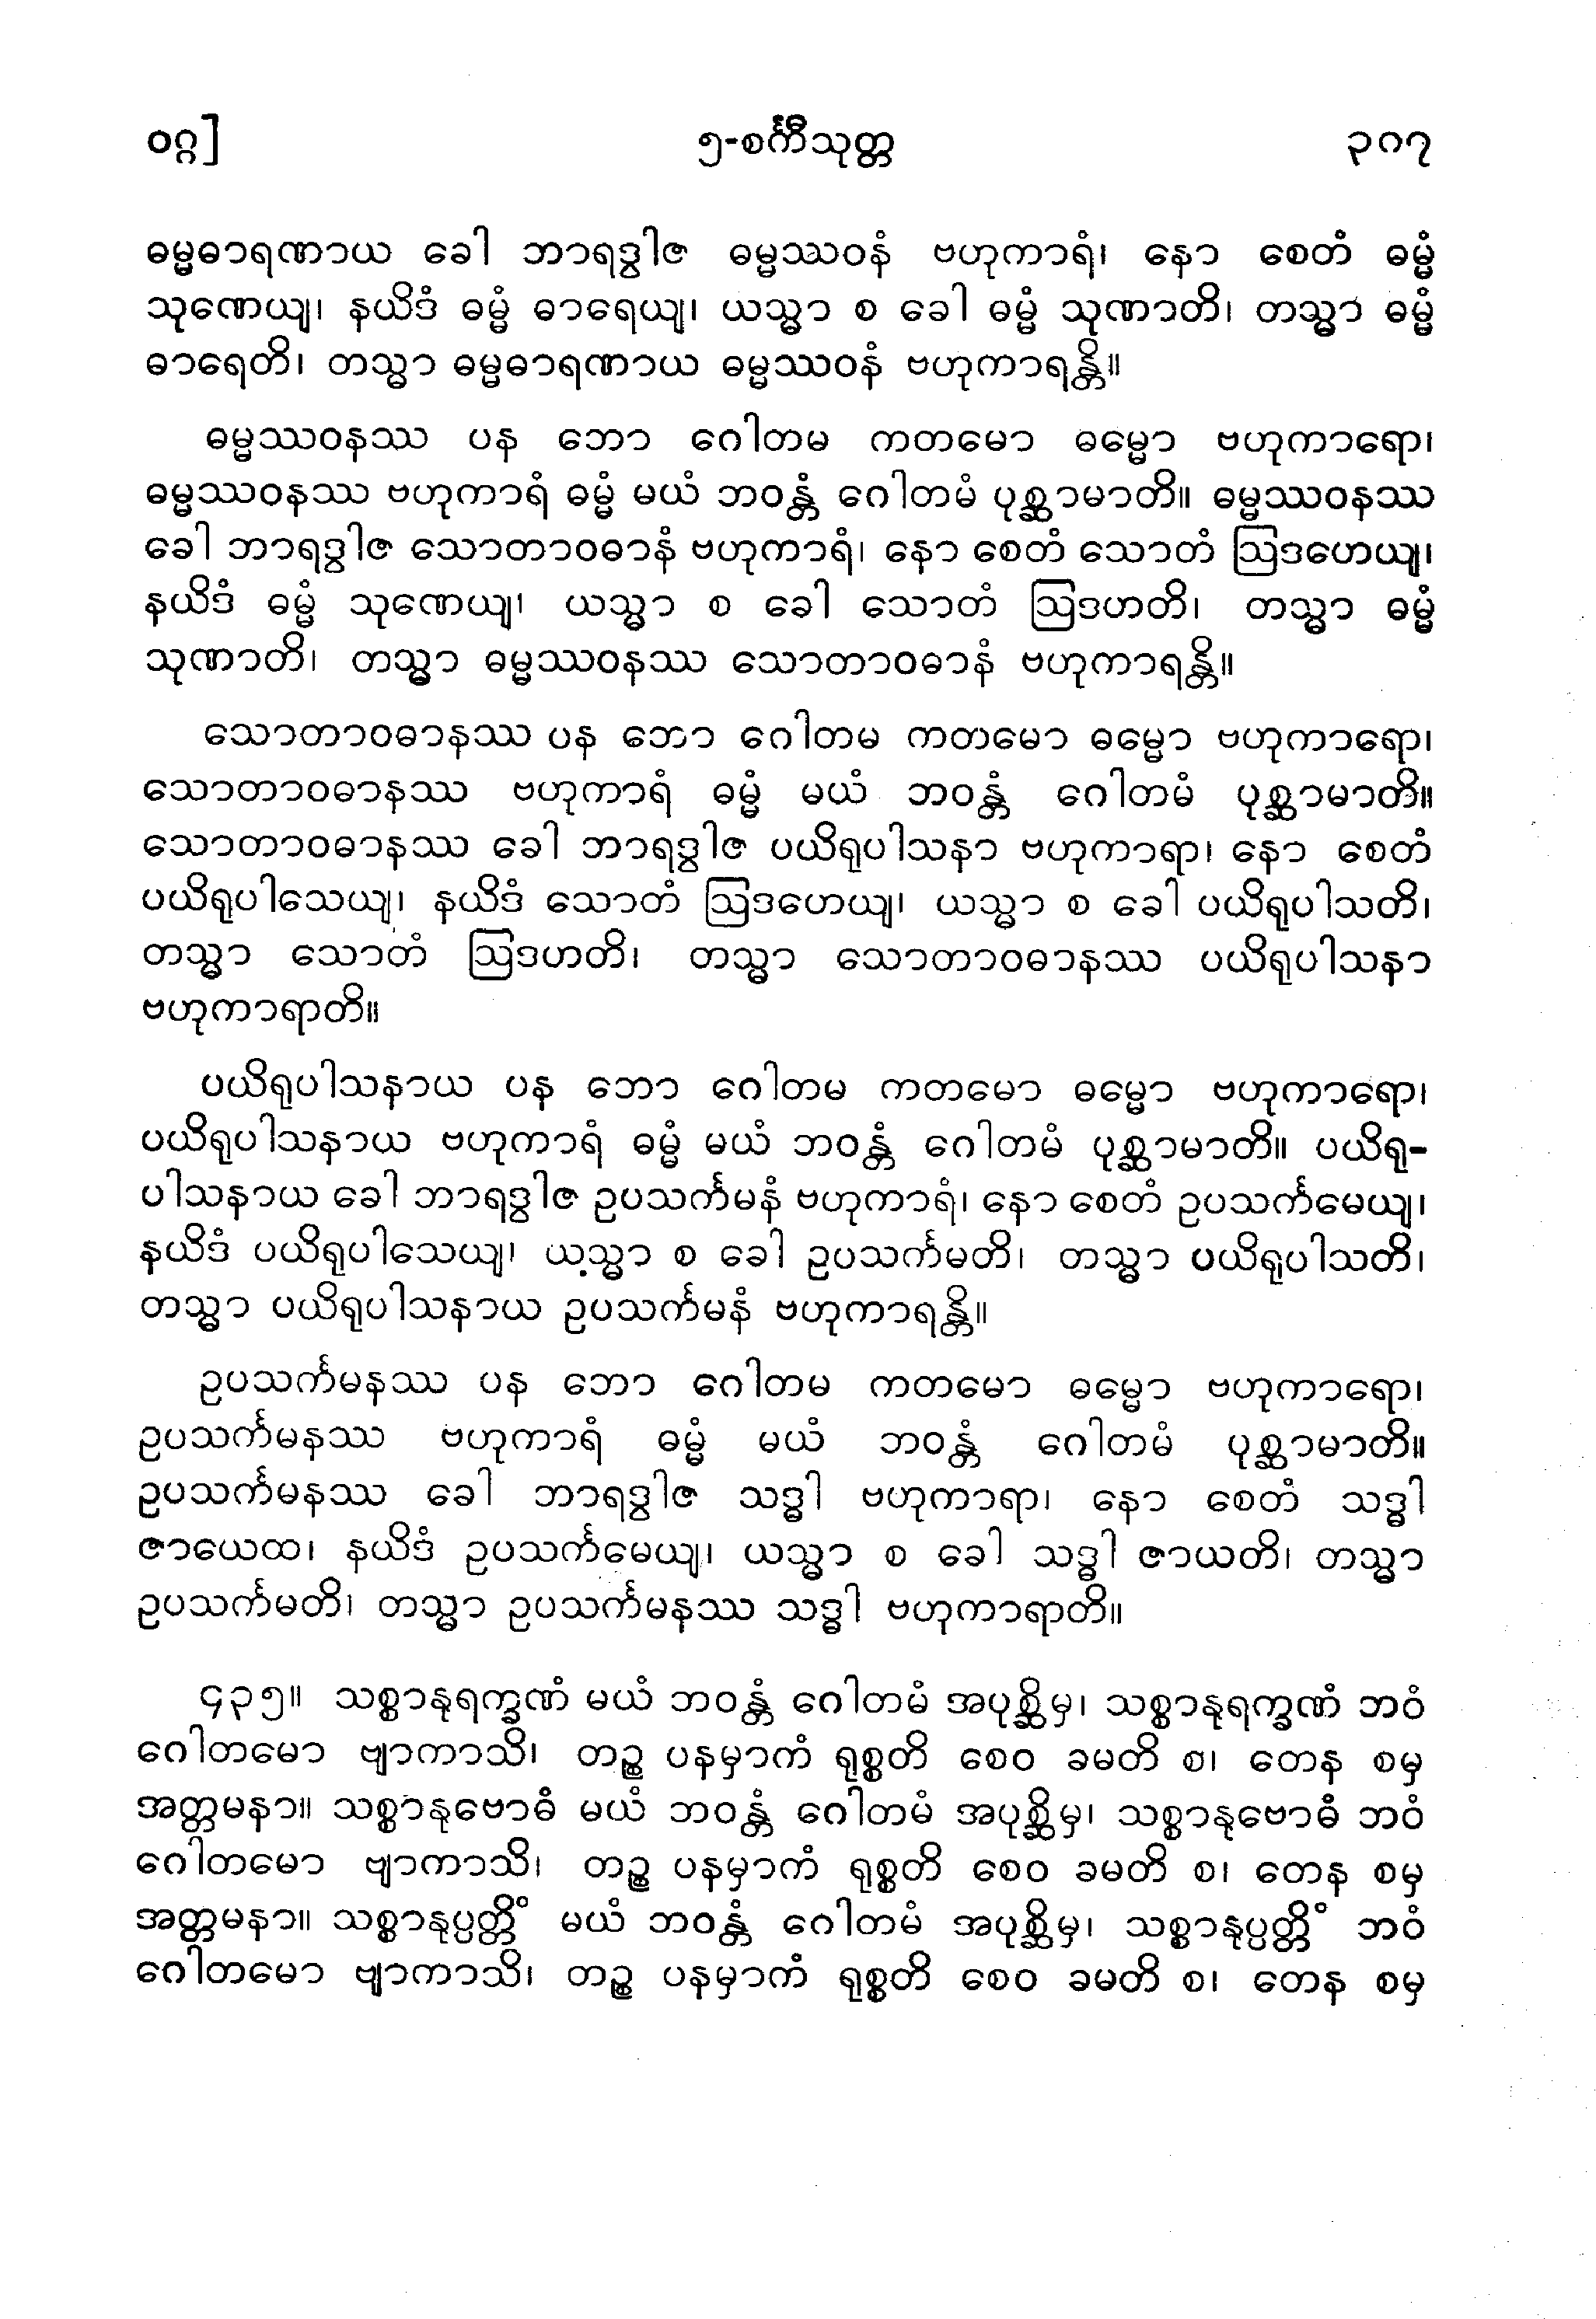 ဝဂ္ဂ]
၅-စင်္ကီသုတ္တ
၃ဂ၇
ဓမ္မဓာရဏာယ ခေါ ဘာရဒွါဇ ဓမ္မဿဝနံ ဗဟုကာရံ၊ နော စေတံ ဓမ္မံ
သုဏေယျ၊ နယိဒံ ဓမ္မံ ဓာရေယျ၊ ယသ္မာ စ ခေါ ဓမ္မံ သုဏာတိ၊ တသ္မာ ဓမ္မံ
ဓာရေတိ၊ တသ္မာ ဓမ္မဓာရဏာယ ဓမ္မဿဝနံ ဗဟုကာရန္တိ။
ဓမ္မဿဝနဿ ပန ဘော ဂေါတမ ကတမော ဓမ္မော ဗဟုကာရော၊
ဓမ္မဿဝနဿ ဗဟုကာရံ ဓမ္မံ မယံ ဘဝန္တံ ဂေါတမံ ပုစ္ဆာမာတိ။ ဓမ္မဿဝနဿ
ခေါ ဘာရဒွါဇ သောတာဝဓာနံ ဗဟုကာရံ၊ နော စေတံ သောတံ ဩဒဟေယျ၊
နယိဒံ ဓမ္မံ သုဏေယျ၊ ယသ္မာ စ ခေါ သောတံ ဩဒဟတိ၊ တသ္မာ ဓမ္မံ
သုဏာတိ၊ တသ္မာ ဓမ္မဿဝနဿ သောတာဝဓာနံ ဗဟုကာရန္တိ။
သောတာဝဓာနဿ ပန ဘော ဂေါတမ ကတမော ဓမ္မော ဗဟုကာရော၊
သောတာဝဓာနဿ ဗဟုကာရံ ဓမ္မံ မယံ ဘဝန္တံ ဂေါတမံ ပုစ္ဆာမာတိ။
သောတာဝဓာနဿ ခေါ ဘာရဒွါဇ ပယိရုပါသနာ ဗဟုကာရာ၊ နော စေတံ
ပယိရုပါသေယျ၊ နယိဒံ သောတံ ဩဒဟေယျ၊ ယသ္မာ စ ခေါ ပယိရုပါသတိ၊
တသ္မာ သောတံ ဩဒဟတိ၊ တသ္မာ သောတာဝဓာနဿ ပယိရုပါသနာ
ဗဟုကာရာတိ။
ပယိရုပါသနာယ ပန ဘော ဂေါတမ ကတမော ဓမ္မော ဗဟုကာရော၊
ပယိရုပါသနာယ ဗဟုကာရံ ဓမ္မံ မယံ ဘဝန္တံ ဂေါတမံ ပုစ္ဆာမာတိ။ ပယိရု-
ပါသနာယ ခေါ ဘာရဒွါဇ ဥပသင်္ကမနံ ဗဟုကာရံ၊ နော စေတံ ဥပသင်္ကမေယျ၊
နယိဒံ ပယိရုပါသေယျ၊ ယသ္မာ စ ခေါ ဥပသင်္ကမတိ၊ တသ္မာ ပယိရုပါသတိ၊
တသ္မာ ပယိရုပါသနာယ ဥပသင်္ကမနံ ဗဟုကာရန္တိ။
ဥပသင်္ကမနဿ ပန ဘော ဂေါတမ ကတမော ဓမ္မော ဗဟုကာရော၊
ဥပသင်္ကမနဿ ဗဟုကာရံ ဓမ္မံ မယံ ဘဝန္တံ ဂေါတမံ ပုစ္ဆာမာတိ။
ဥပသင်္ကမနဿ ခေါ ဘာရဒွါဇ သဒ္ဓါ ဗဟုကာရာ၊ နော စေတံ သဒ္ဓါ
ဇာယေထ၊ နယိဒံ ဥပသင်္ကမေယျ၊ ယသ္မာ စ ခေါ သဒ္ဓါ ဇာယတိ၊ တသ္မာ
ဥပသင်္ကမတိ၊ တသ္မာ ဥပသင်္ကမနဿ သဒ္ဓါ ဗဟုကာရာတိ။
၄၃၅။ သစ္စာနုရက္ခဏံ မယံ ဘဝန္တံ ဂေါတမံ အပုစ္ဆိမှ၊ သစ္စာနုရက္ခဏံ ဘဝံ
ဂေါတမော ဗျာကာသိ၊ တဉ္စ ပနမှာကံ ရုစ္စတိ စေဝ ခမတိ စ၊ တေန စမှ
အတ္တမနာ။ သစ္စာနုဗောဓံ မယံ ဘဝန္တံ ဂေါတမံ အပုစ္ဆိမှ၊ သစ္စာနုဗောဓံ ဘဝံ
ဂေါတမော ဗျာကာသိ၊ တဉ္စ ပနမှာကံ ရုစ္စတိ စေဝ ခမတိ စ၊ တေန စမှ
အတ္တမနာ။ သစ္စာနုပ္ပတ္တိံ မယံ ဘဝန္တံ ဂေါတမံ အပုစ္ဆိမှ၊ သစ္စာနုပ္ပတ္တိံ ဘဝံ
ဂေါတမော ဗျာကာသိ၊ တဉ္စ ပနမှာကံ ရုစ္စတိ စေဝ ခမတိ စ၊ တေန စမှ